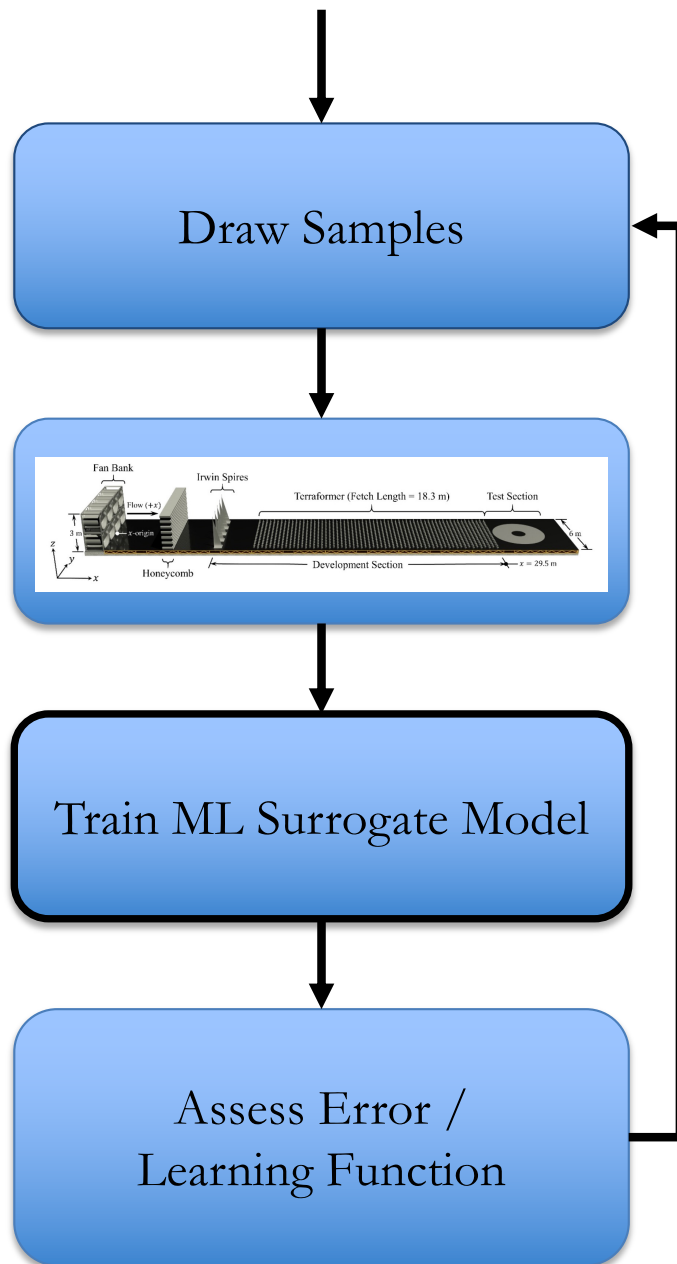 Draw Samples
Fan Bank
Irwin Spires
Flow (+x)
Terraformer (Fetch Length = 18.3 m)
Test Section
3 m
x-origin
6 m
z
y
x
Honeycomb
Development Section
x = 29.5 m
Train ML Surrogate Model
Assess Error /
Learning Function